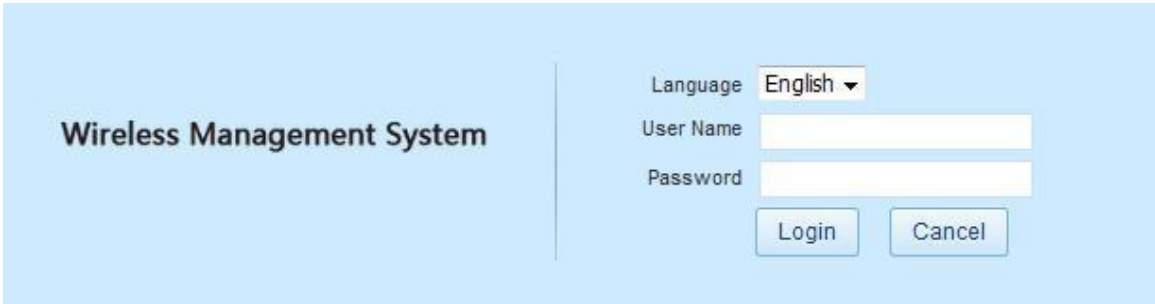 Wireless Management System
Language English
User Name
Password
Login Cancel